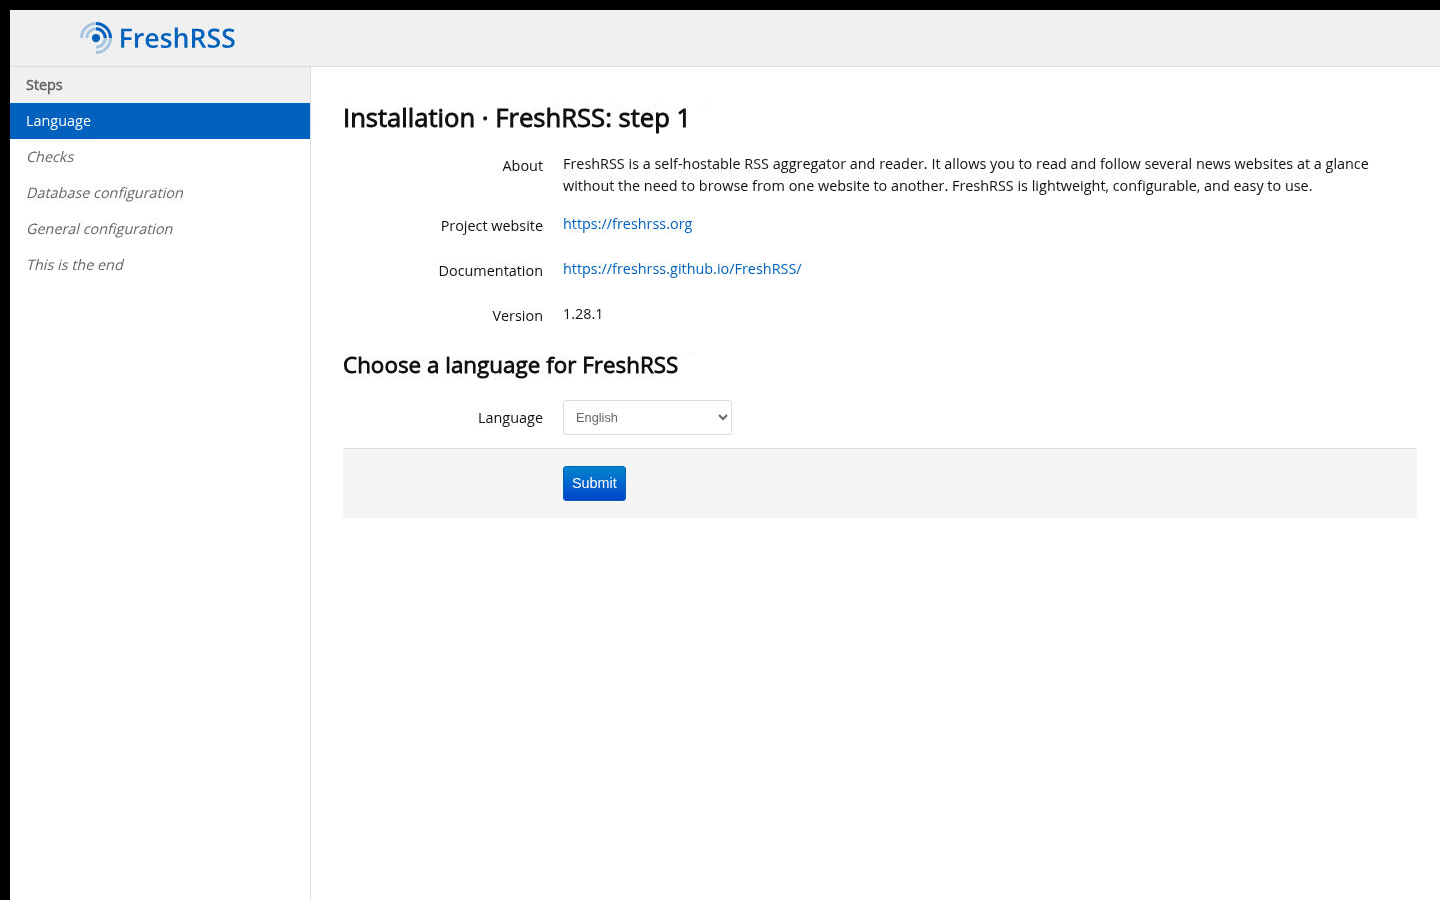 FreshRSS
Steps
Language
Checks
Database configuration
General configuration
This is the end
Installation · FreshRSS: step 1
About
FreshRSS is a self-hostable RSS aggregator and reader. It allows you to read and follow several news websites at a glance
without the need to browse from one website to another. FreshRSS is lightweight, configurable, and easy to use.
Project website
https://freshrss.org
Documentation
https://freshrss.github.io/FreshRSS/
Version
1.28.1
Choose a language for FreshRSS
Language
English
Submit